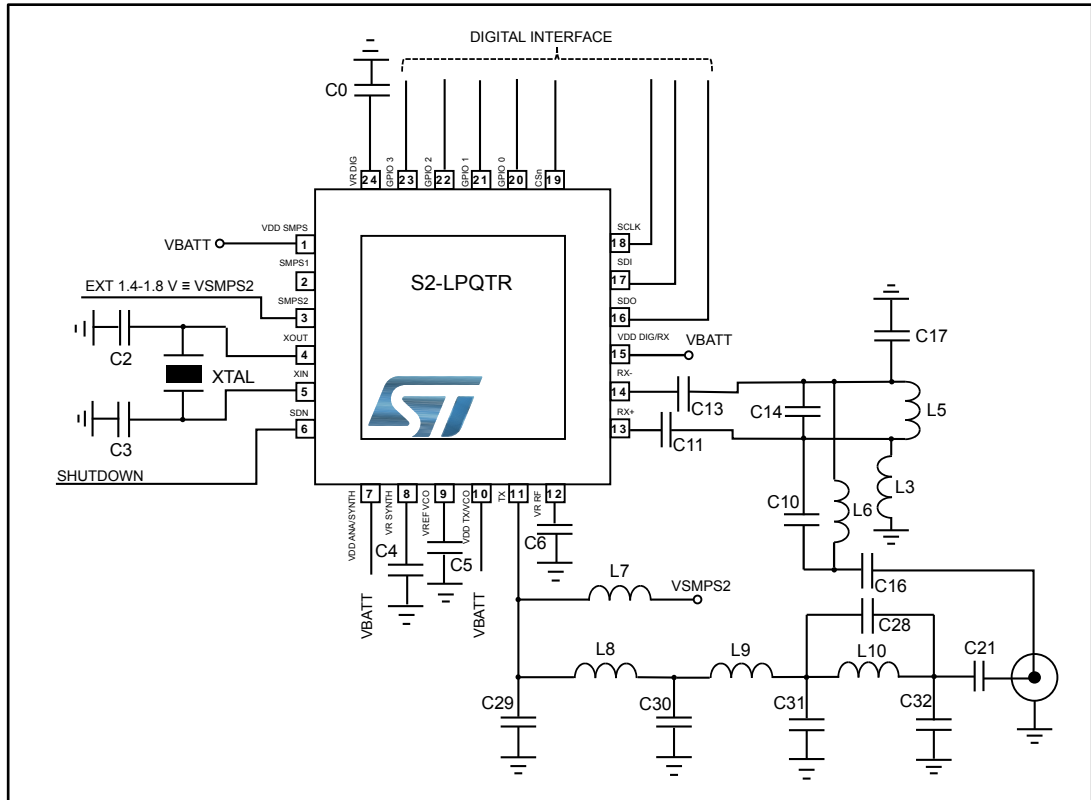 DIGITAL INTERFACE
C0
VR DIG
GPIO 3
GPIO 2
GPIO 1
GPIO 0
CSn
24
23
22
21
20
19
VBATT
VDD SMPS
1
SMPS1
2
EXT 1.4-1.8 V ≡ VSMPS2
SMPS2
3
XOUT
4
C2
XTAL
XIN
5
C3
SDN
6
SHUTDOWN
S2-LPQTR
ST
SCLK
18
SDI
17
SDO
16
VDD DIG/RX
15
VBATT
RX-
14
C13
RX+
13
C11
C17
C14
L5
C10
L6
L3
C16
7
8
9
10
11
12
VDD ANA/SYNTH
VR SYNTH
VREF VCO
VDD TX/VCO
TX
VR RF
C4
C5
C6
VBATT
VBATT
L7
VSMPS2
C28
L8
L9
L10
C21
C29
C30
C31
C32